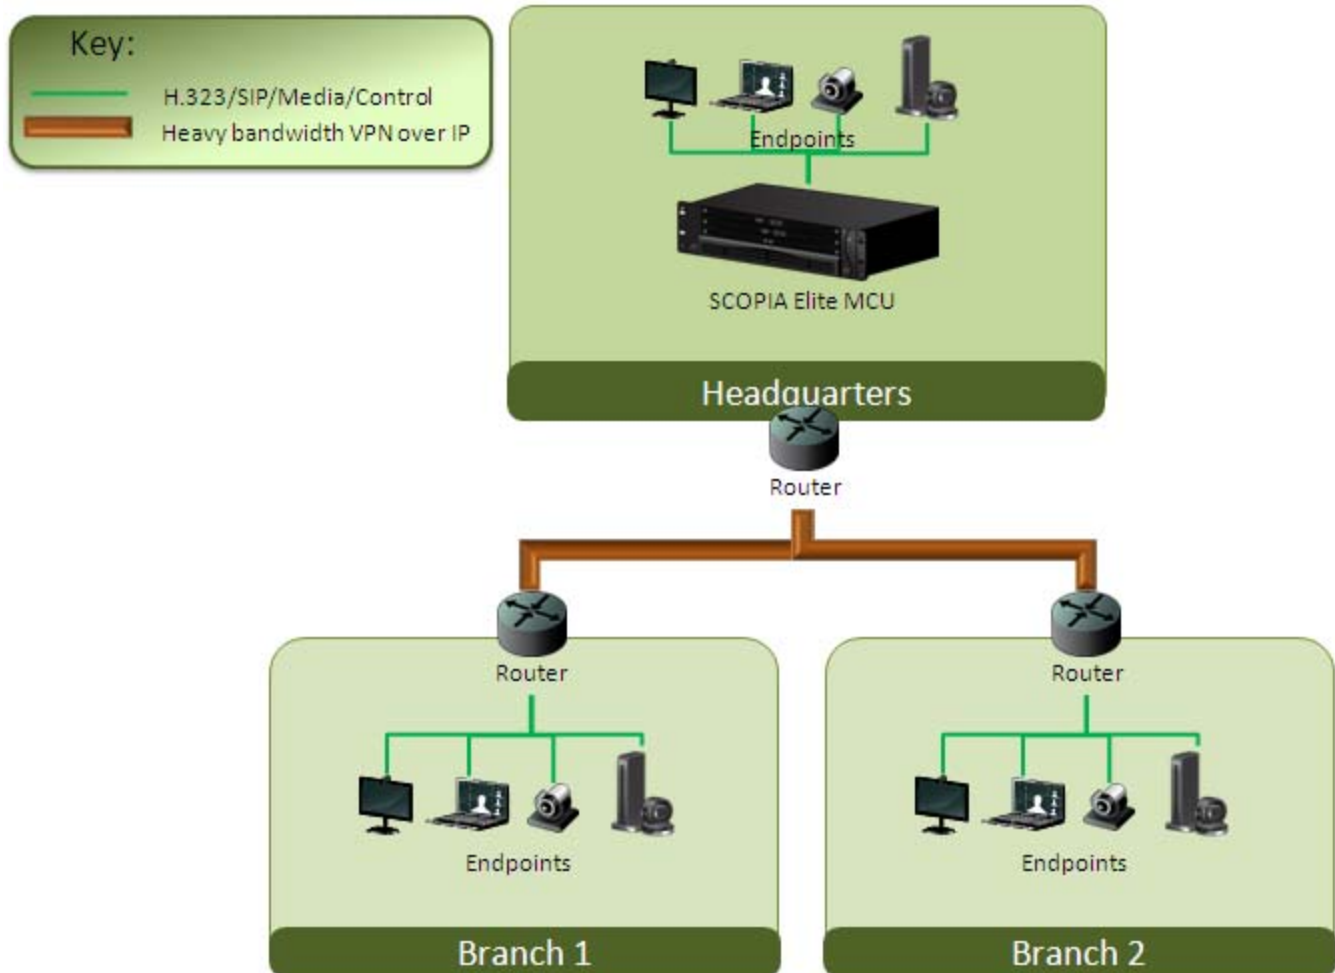 Key:
H.323/SIP/Media/Control
Heavy bandwidth VPN over IP
Endpoints
SCOPIA Elite MCU
Headquarters
Router
Router
Router
Endpoints
Endpoints
Branch 1
Branch 2